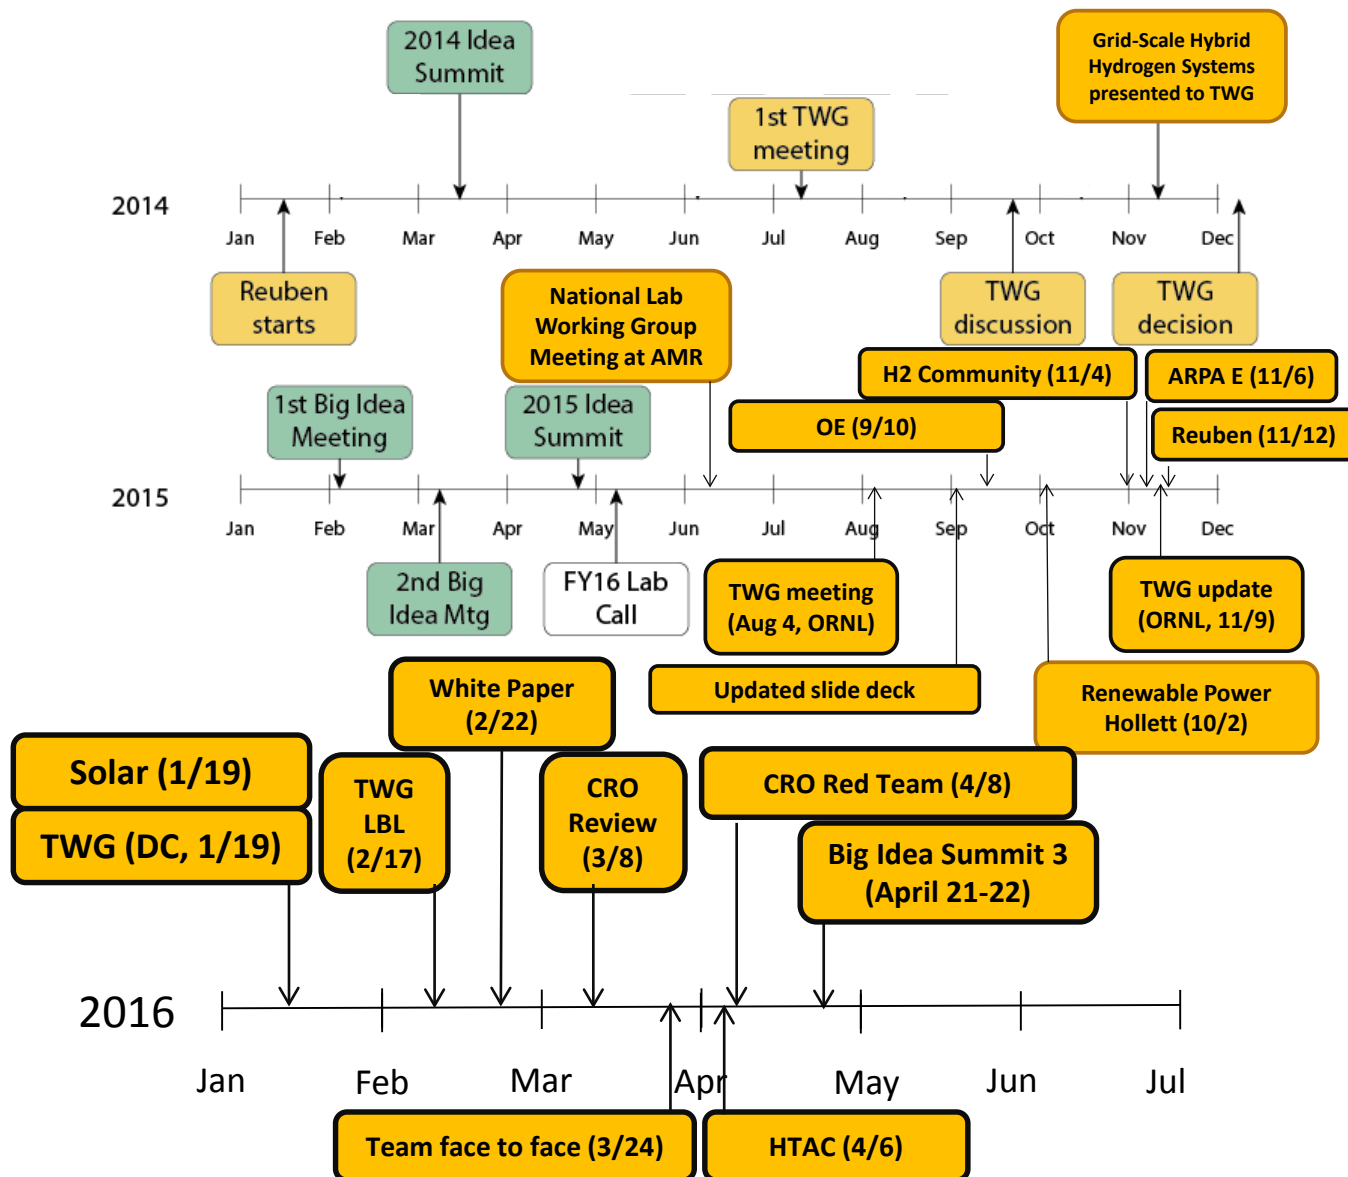 2014 Idea
Summit
Grid-Scale Hybrid
Hydrogen Systems
presented to TWG
1st TWG
meeting
2014
Jan
Feb
Mar
Apr
May
Jun
Jul
Aug
Sep
Oct
Nov
Dec
Reuben
starts
National Lab
Working Group
Meeting at AMR
TWG
discussion
TWG
decision
H2 Community (11/4)
ARPA E (11/6)
1st Big Idea
Meeting
2015 Idea
Summit
OE (9/10)
Reuben (11/12)
2015
Jan
Feb
Mar
Apr
May
Jun
Jul
Aug
Sep
Oct
Nov
Dec
2nd Big
Idea Mtg
FY16 Lab
Call
TWG meeting
(Aug 4, ORNL)
TWG update
(ORNL, 11/9)
White Paper
(2/22)
Updated slide deck
Renewable Power
Hollett (10/2)
Solar (1/19)
TWG (DC, 1/19)
TWG
LBL
(2/17)
CRO
Review
(3/8)
CRO Red Team (4/8)
Big Idea Summit 3
(April 21-22)
2016
Jan
Feb
Mar
Apr
May
Jun
Jul
Team face to face (3/24)
HTAC (4/6)